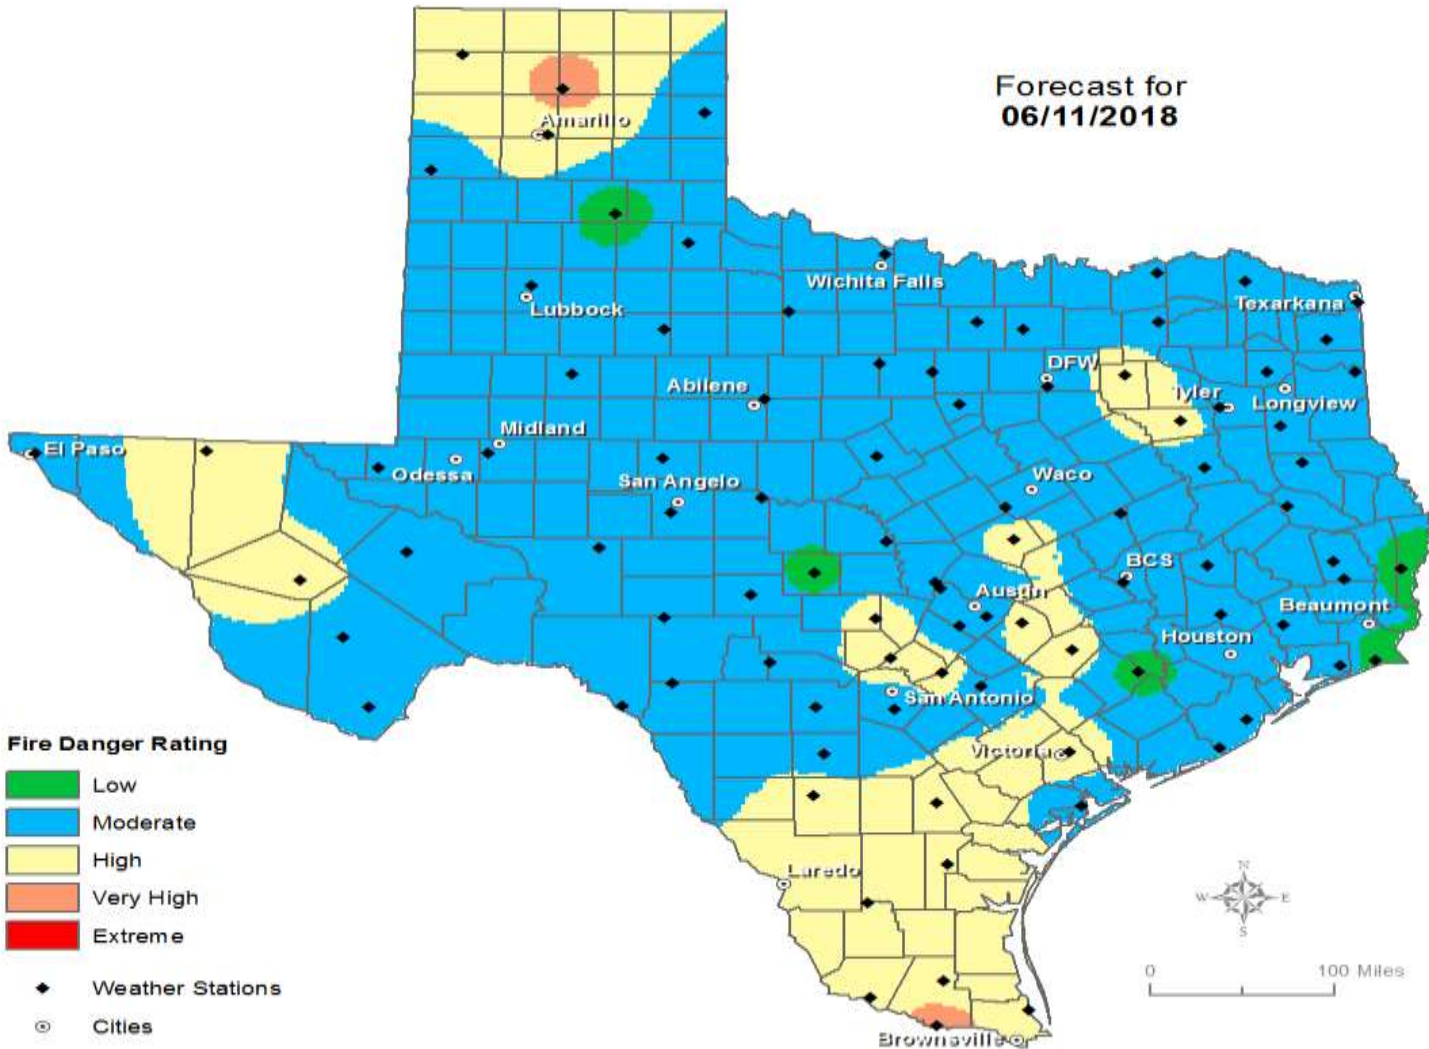 Forecast for
06/11/2018
Amarillo
Wichita Falls
Lubbock
Texarkana
DFW
Abilene
Tyler
Longview
Midland
El Paso
Odessa
San Angelo
Waco
BCS
Austin
Beaumont
Houston
San Antonio
Victoria
Laredo
Brownsville
Fire Danger Rating
Low
Moderate
High
Very High
Extreme
Weather Stations
Cities
N
W E
S
0 100 Miles